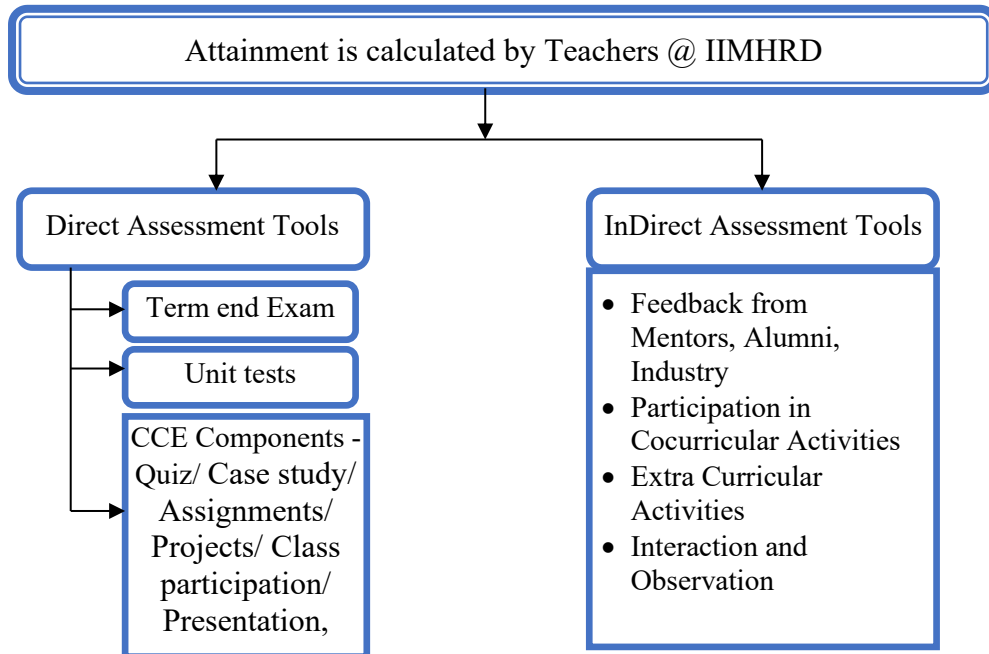 Attainment is calculated by Teachers @ IIMHRD
Direct Assessment Tools
Term end Exam
Unit tests
CCE Components -
Quiz/ Case study/
Assignments/
Projects/ Class
participation/
Presentation,
InDirect Assessment Tools
• Feedback from
Mentors, Alumni,
Industry
• Participation in
Cocurricular Activities
• Extra Curricular
Activities
• Interaction and
Observation